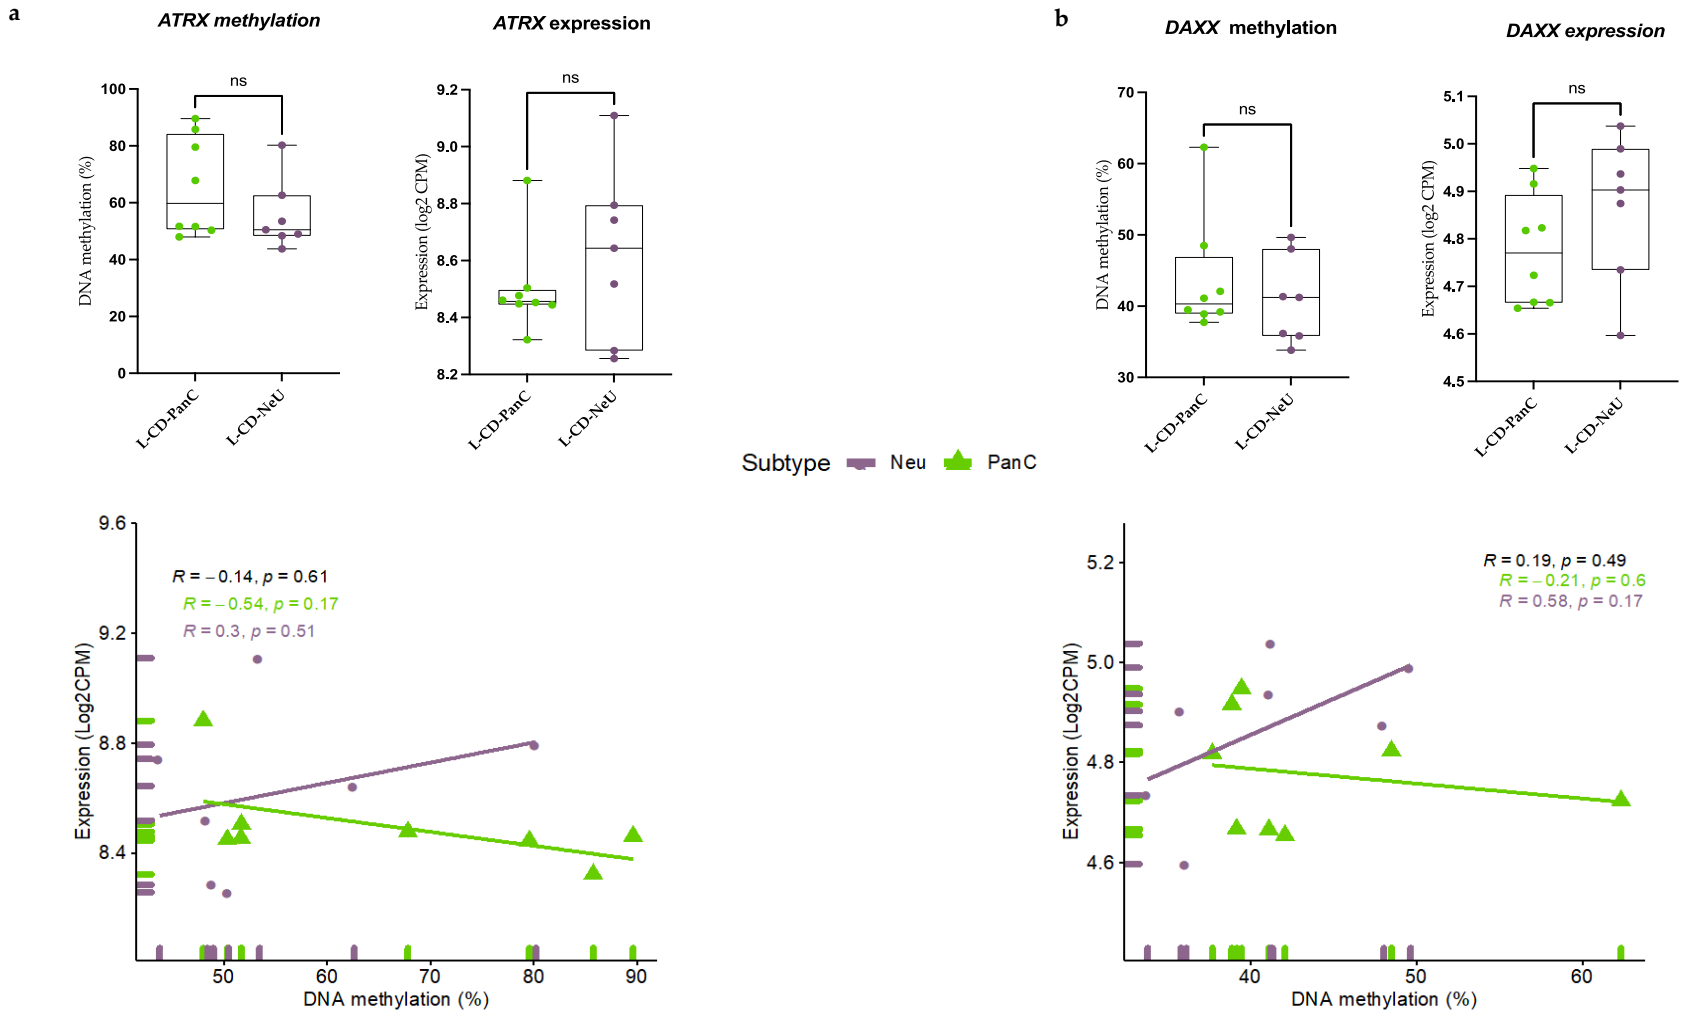 a
ATRX methylation
ATRX expression
b
DAXX methylation
DAXX expression
ns
100
80
60
40
20
0
DNA methylation (%)
L-CD-PanC
L-CD-NeU
ns
9.2
9.0
8.8
8.6
8.4
8.2
Expression (log2 CPM)
L-CD-PanC
L-CD-NeU
ns
70
60
50
40
30
DNA methylation (%)
L-CD-PanC
L-CD-NeU
ns
5.1
5.0
4.9
4.8
4.7
4.6
4.5
Expression (log2 CPM)
L-CD-PanC
L-CD-NeU
Subtype Neu PanC
9.6
9.2
8.8
8.4
Expression (Log2CPM)
R = −0.14, p = 0.61
R = −0.54, p = 0.17
R = 0.3, p = 0.51
50 60 70 80 90
DNA methylation (%)
5.2
5.0
4.8
4.6
Expression (Log2CPM)
R = 0.19, p = 0.49
R = −0.21, p = 0.6
R = 0.58, p = 0.17
40 50 60
DNA methylation (%)